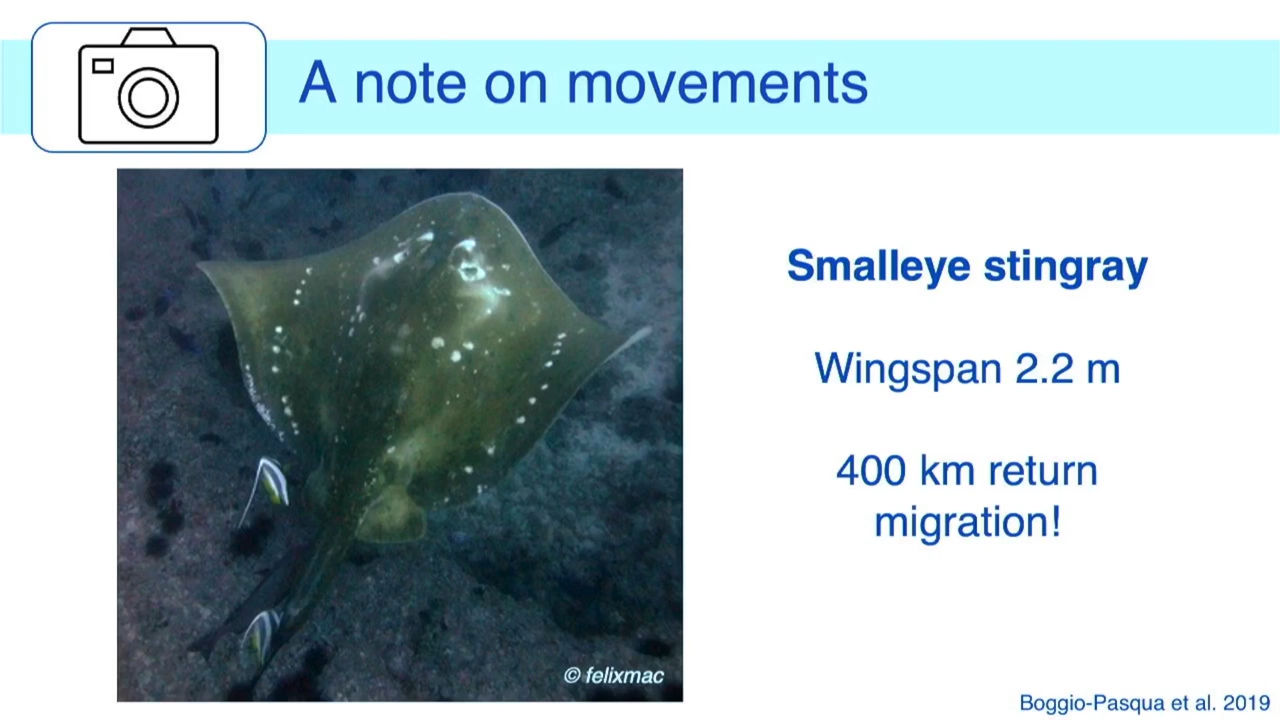 A note on movements
Smalleye stingray
Wingspan 2.2 m
400 km return
migration!
© felixmac
Boggio-Pasqua et al. 2019